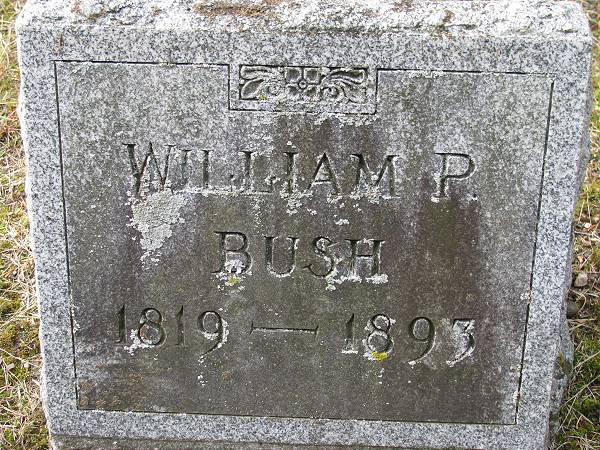 WILLIAM P.
BUSH
1819 — 1893